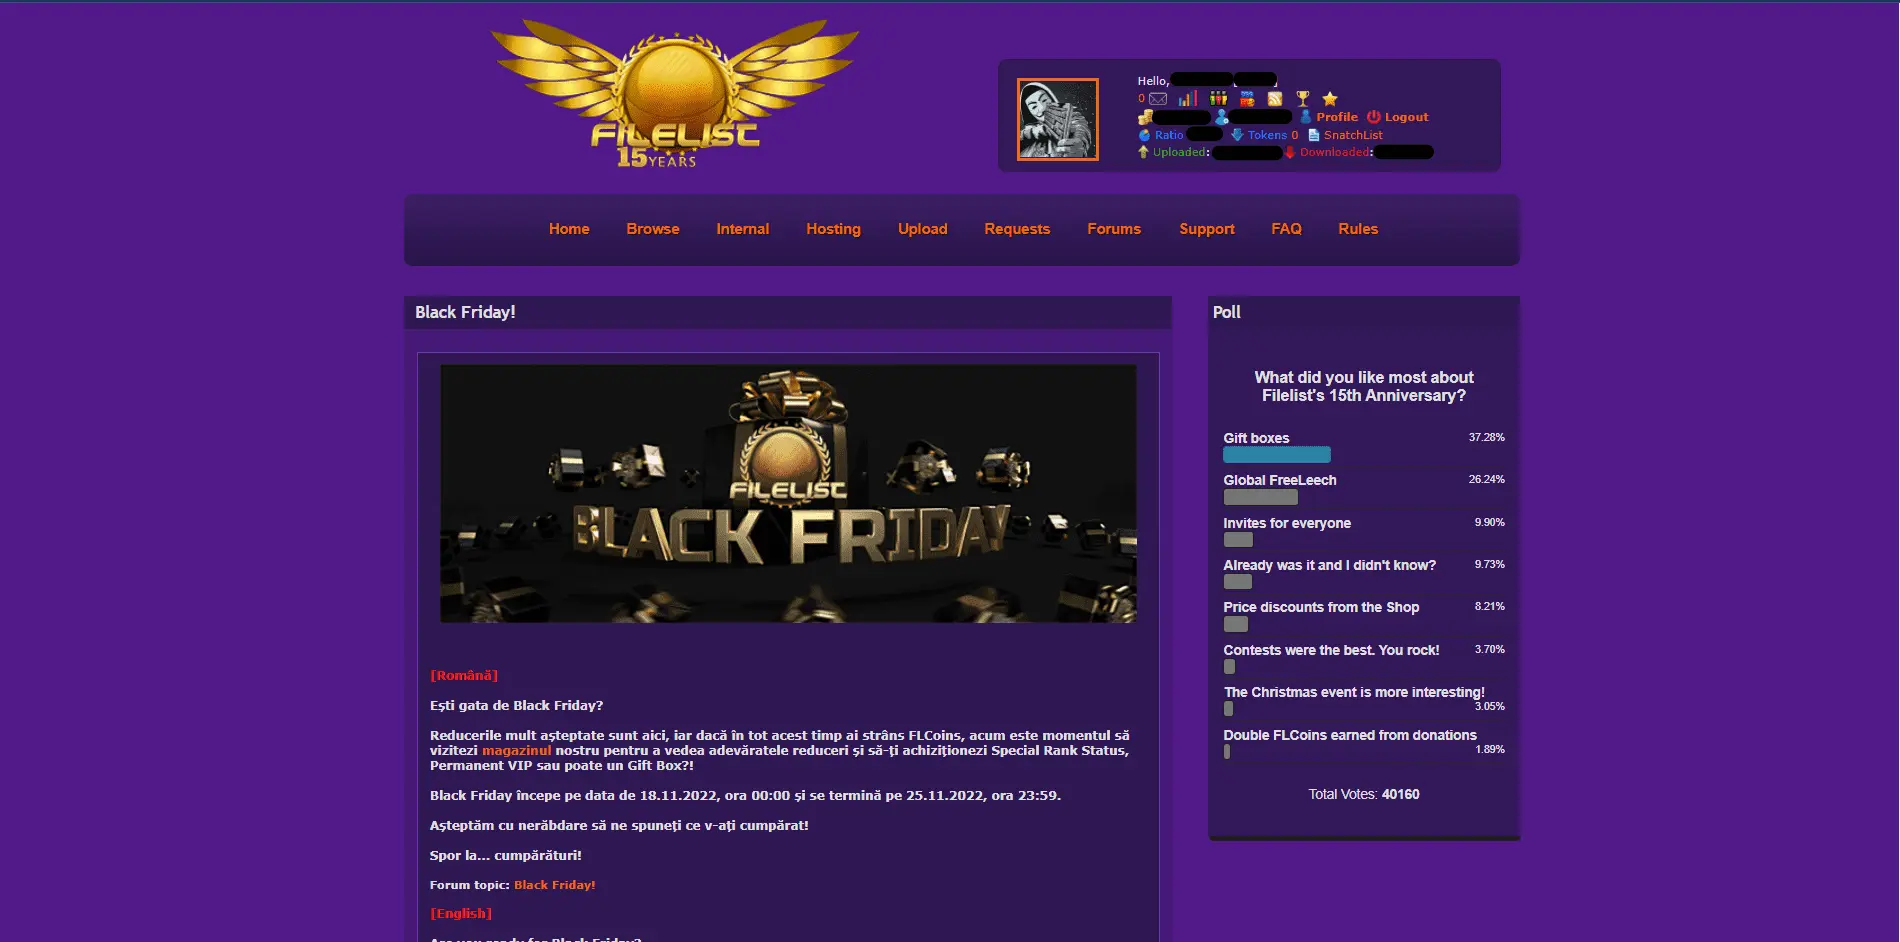 FILELIST
15 YEARS
Hello,
0
Profile Logout
Ratio Tokens 0 SnatchList
Uploaded: Downloaded:
Home Browse Internal Hosting Upload Requests Forums Support FAQ Rules
Black Friday!
FILELIST
BLACK FRIDAY
[Română]
Ești gata de Black Friday?
Reducerile mult așteptate sunt aici, iar dacă în tot acest timp ai strâns FLCoins, acum este momentul să
vizitezi magazinul nostru pentru a vedea adevăratele reduceri și să-ți achiziționezi Special Rank Status,
Permanent VIP sau poate un Gift Box?!
Black Friday începe pe data de 18.11.2022, ora 00:00 și se termină pe 25.11.2022, ora 23:59.
Așteptăm cu nerăbdare să ne spuneți ce v-ați cumpărat!
Spor la... cumpărături!
Forum topic: Black Friday!
[English]
Are you ready for Black Friday?
Poll
What did you like most about
Filelist's 15th Anniversary?
Gift boxes 37.28%
Global FreeLeech 26.24%
Invites for everyone 9.90%
Already was it and I didn't know? 9.73%
Price discounts from the Shop 8.21%
Contests were the best. You rock! 3.70%
The Christmas event is more interesting!
3.05%
Double FLCoins earned from donations
1.89%
Total Votes: 40160